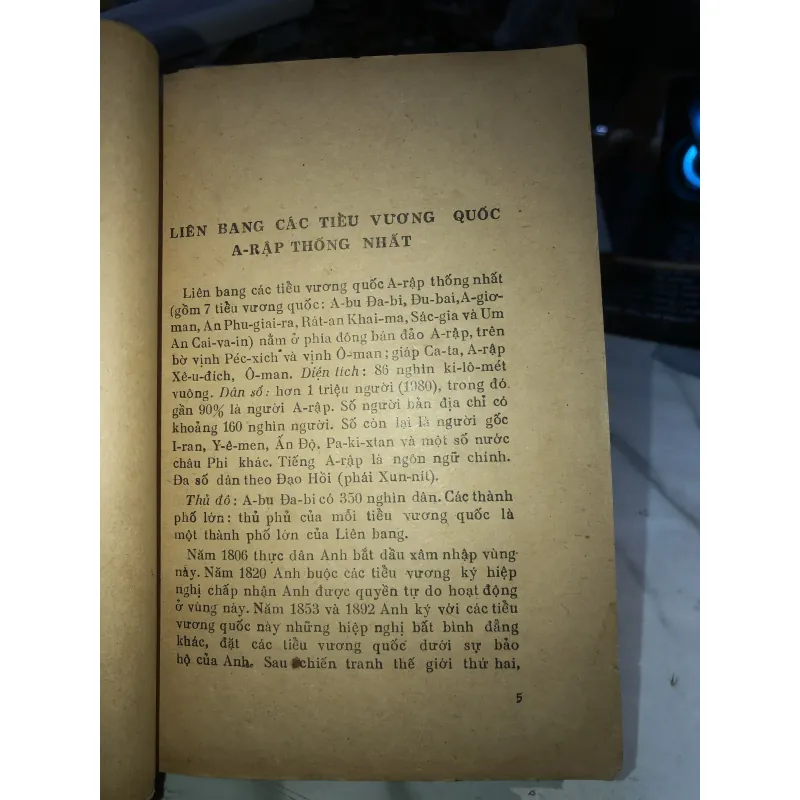 LIÊN BANG CÁC TIỀU VƯƠNG QUỐC
A-RẬP THỐNG NHẤT
Liên bang các tiều vương quốc A-rập thống nhất
(gồm 7 tiều vương quốc: A-bu Đa-bi, Đu-bai, A-giơ-
man, An Phu-giai-ra, Rát-an Khai-ma, Sác-gia và Um
An Cai-va-in) nằm ở phía đông bán đảo A-rập, trên
bờ vịnh Péc-xich và vịnh Ô-man; giáp Ca-ta, A-rập
Xê-u-đich, Ô-man. Diện tích: 86 nghìn ki-lô-mét
vuông. Dân số: hơn 1 triệu người (1980), trong đó
gần 90% là người A-rập. Số người bản địa chỉ có
khoảng 160 nghìn người. Số còn lại là người gốc
I-ran, Y-ê-men, Ấn Độ, Pa-ki-xtan và một số nước
châu Phi khác. Tiếng A-rập là ngôn ngữ chính.
Đa số dân theo Đạo Hồi (phái Xun-nít).
Thủ đô: A-bu Đa-bi có 350 nghìn dân. Các thành
phố lớn: thủ phủ của mỗi tiều vương quốc là
một thành phố lớn của Liên bang.
Năm 1806 thực dân Anh bắt đầu xâm nhập vùng
này. Năm 1820 Anh buộc các tiều vương ký hiệp
nghị chấp nhận Anh được quyền tự do hoạt động
ở vùng này. Năm 1853 và 1892 Anh ký với các tiều
vương quốc này những hiệp nghị bất bình đẳng
khác, đặt các tiều vương quốc dưới sự bảo
hộ của Anh. Sau chiến tranh thế giới thứ hai,
5